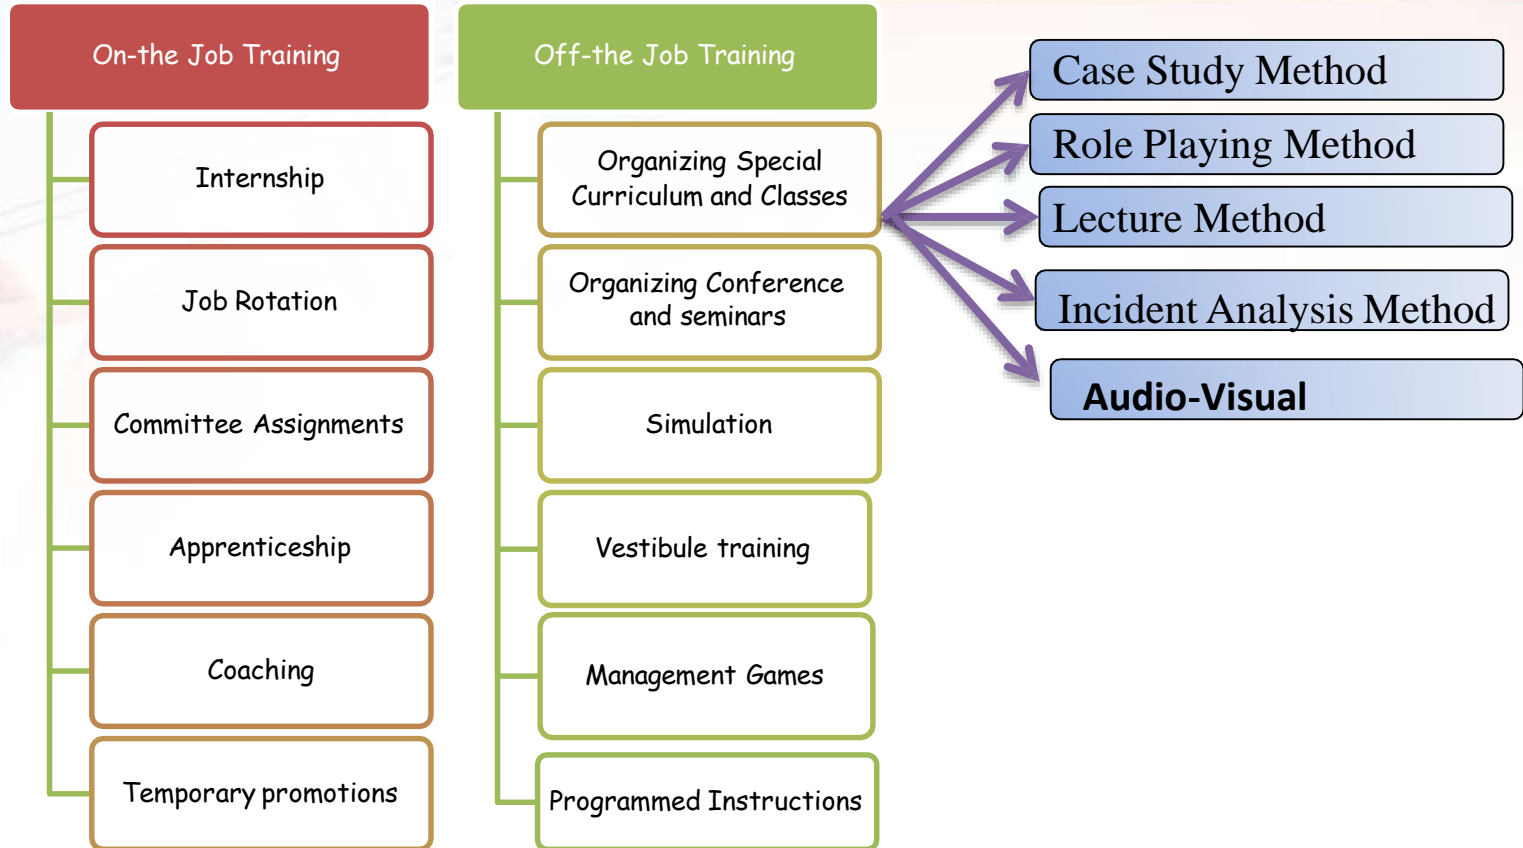 On-the Job Training
Internship
Job Rotation
Committee Assignments
Apprenticeship
Coaching
Temporary promotions
Off-the Job Training
Organizing Special
Curriculum and Classes
Organizing Conference
and seminars
Simulation
Vestibule training
Management Games
Programmed Instructions
Case Study Method
Role Playing Method
Lecture Method
Incident Analysis Method
Audio-Visual